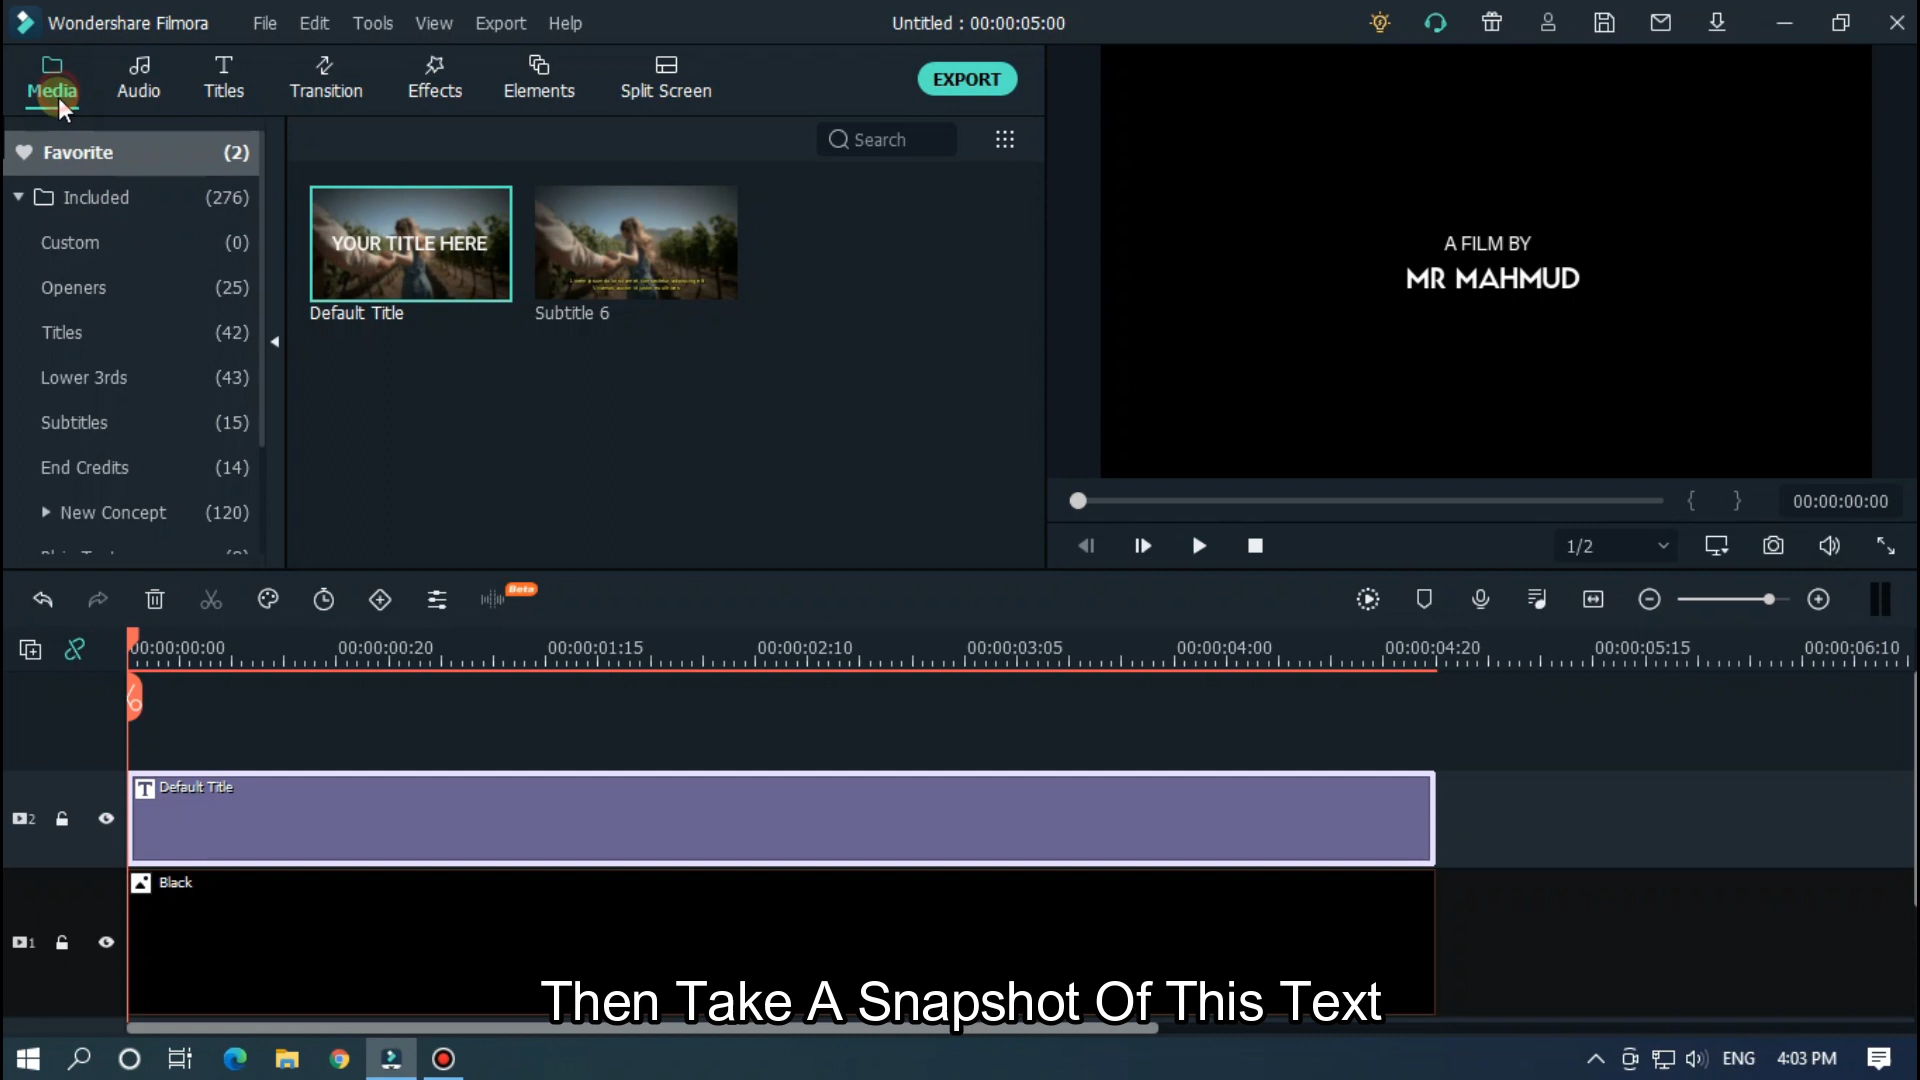 Wondershare Filmora
File Edit Tools View Export Help
Untitled : 00:00:05:00
Media Audio Titles Transition Effects Elements Split Screen
EXPORT
Favorite (2)
Included (276)
Custom (0)
Openers (25)
Titles (42)
Lower 3rds (43)
Subtitles (15)
End Credits (14)
New Concept (120)
Search
YOUR TITLE HERE
Default Title
Subtitle 6
A FILM BY
MR MAHMUD
00:00:00:00
1/2
Beta
00:00:00:00 00:00:00:20 00:00:01:15 00:00:02:10 00:00:03:05 00:00:04:00 00:00:04:20 00:00:05:15 00:00:06:10
2
Default Title
1
Black
Then Take A Snapshot Of This Text
ENG 4:03 PM